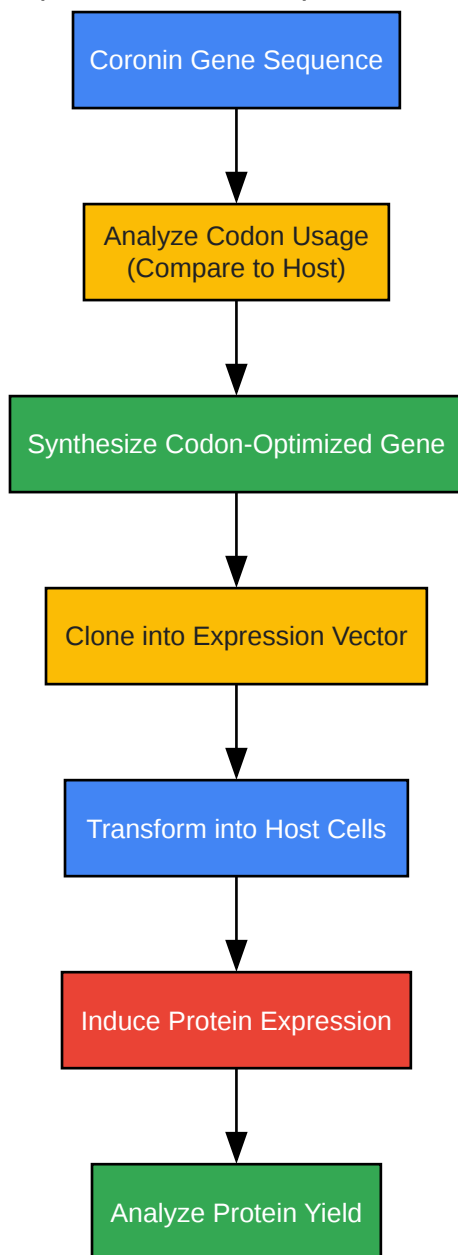 Coronin Gene Sequence
Analyze Codon Usage
(Compare to Host)
Synthesize Codon-Optimized Gene
Clone into Expression Vector
Transform into Host Cells
Induce Protein Expression
Analyze Protein Yield